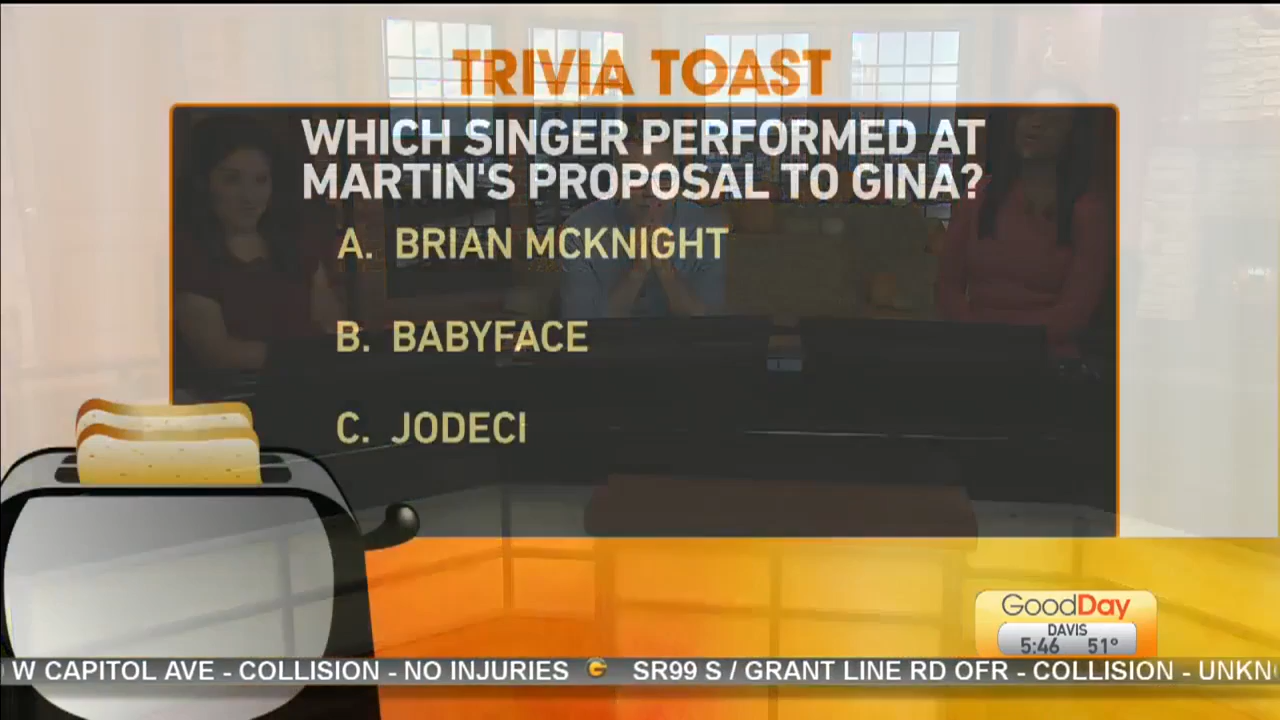 TRIVIA TOAST
WHICH SINGER PERFORMED AT
MARTIN'S PROPOSAL TO GINA?
A. BRIAN MCKNIGHT
B. BABYFACE
C. JODECI
GoodDay
DAVIS
5:46 51°
W CAPITOL AVE - COLLISION - NO INJURIES SR99 S / GRANT LINE RD OFR - COLLISION - UNKN